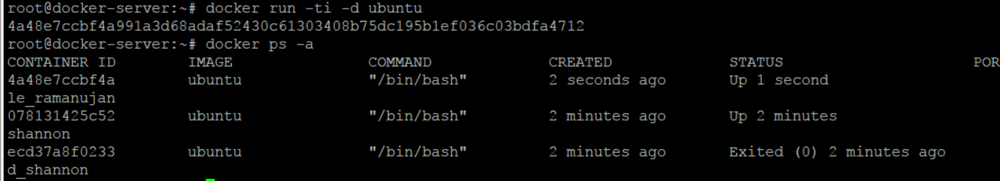 root@docker-server:~# docker run -ti -d ubuntu
4a48e7ccbf4a991a3d68adaf52430c61303408b75dc195b1ef036c03bdfa4712
root@docker-server:~# docker ps -a
CONTAINER ID IMAGE COMMAND CREATED STATUS POR
4a48e7ccbf4a ubuntu "/bin/bash" 2 seconds ago Up 1 second
le_ramanujan
078131425c52 ubuntu "/bin/bash" 2 minutes ago Up 2 minutes
shannon
ecd37a8f0233 ubuntu "/bin/bash" 2 minutes ago Exited (0) 2 minutes ago
d_shannon